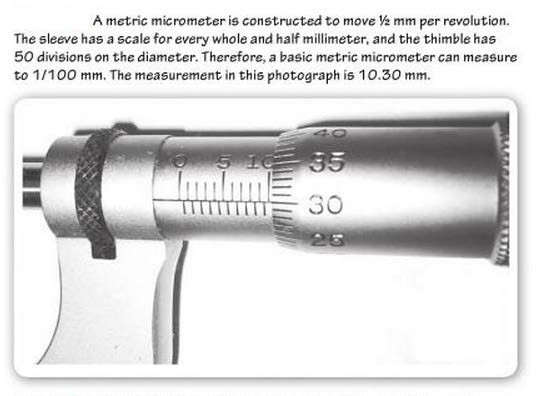 A metric micrometer is constructed to move ½ mm per revolution.
The sleeve has a scale for every whole and half millimeter, and the thimble has
50 divisions on the diameter. Therefore, a basic metric micrometer can measure
to 1/100 mm. The measurement in this photograph is 10.30 mm.
40
0 5 10 35
30
25